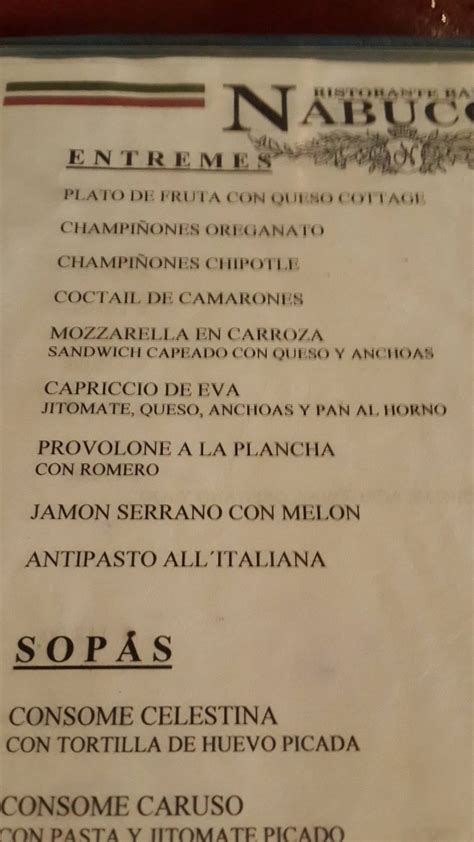 RISTORANTE BA
NABUCC
ENTREMES
PLATO DE FRUTA CON QUESO COTTAGE
CHAMPIÑONES OREGANATO
CHAMPIÑONES CHIPOTLE
COCTAIL DE CAMARONES
MOZZARELLA EN CARROZA
SANDWICH CAPEADO CON QUESO Y ANCHOAS
CAPRICCIO DE EVA
JITOMATE, QUESO, ANCHOAS Y PAN AL HORNO
PROVOLONE A LA PLANCHA
CON ROMERO
JAMON SERRANO CON MELON
ANTIPASTO ALL´ITALIANA
SOPÁS
CONSOME CELESTINA
CON TORTILLA DE HUEVO PICADA
CONSOME CARUSO
CON PASTA Y JITOMATE PICADO